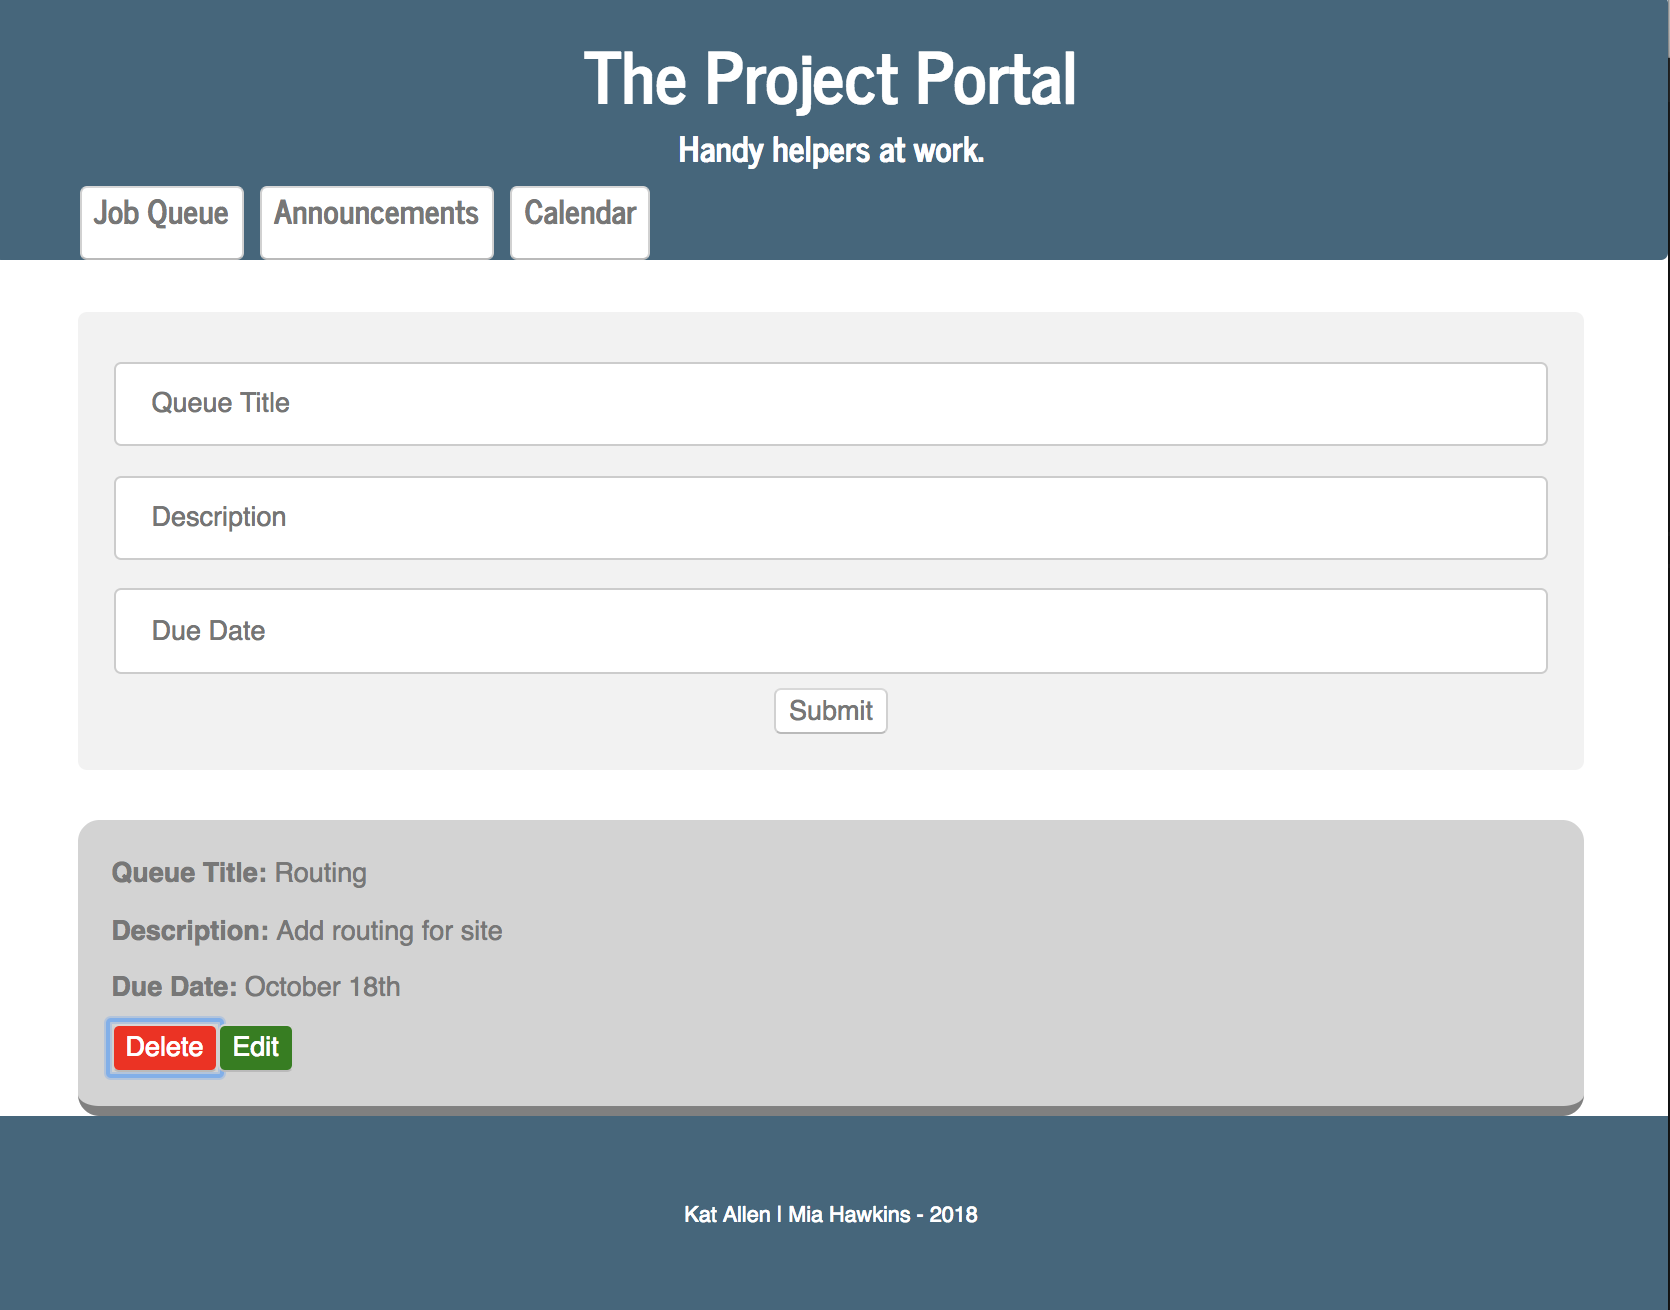 The Project Portal
Handy helpers at work.
Job Queue Announcements Calendar
Queue Title
Description
Due Date
Submit
Queue Title: Routing
Description: Add routing for site
Due Date: October 18th
Delete Edit
Kat Allen | Mia Hawkins - 2018